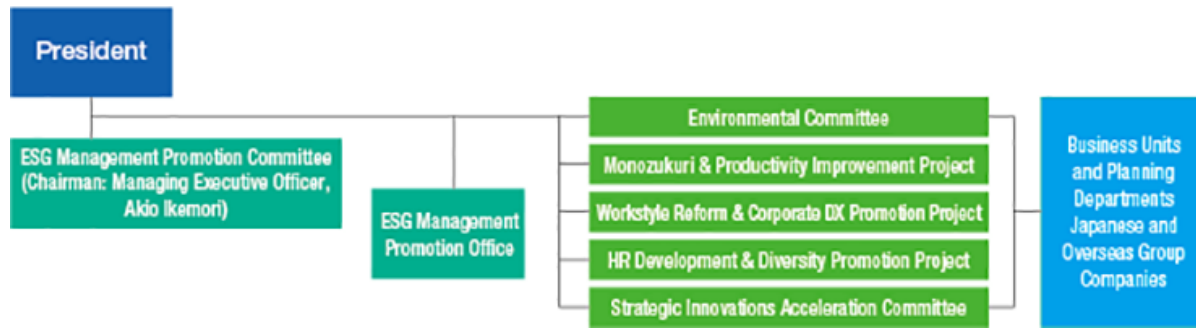 President
ESG Management Promotion Committee
(Chairman: Managing Executive Officer,
Akio Ikemori)
ESG Management
Promotion Office
Environmental Committee
Monozukuri & Productivity Improvement Project
Workstyle Reform & Corporate DX Promotion Project
HR Development & Diversity Promotion Project
Strategic Innovations Acceleration Committee
Business Units
and Planning
Departments
Japanese and
Overseas Group
Companies